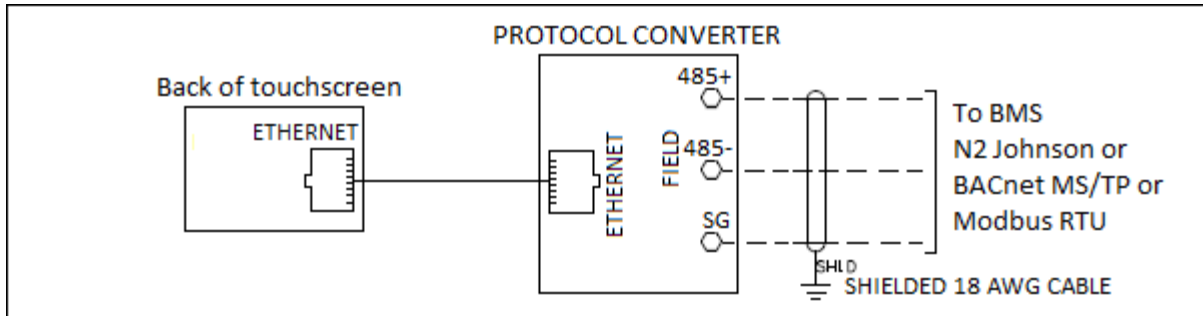 PROTOCOL CONVERTER
Back of touchscreen
ETHERNET
ETHERNET
FIELD
485+
485-
SG
To BMS
N2 Johnson or
BACnet MS/TP or
Modbus RTU
SHLD
SHIELDED 18 AWG CABLE